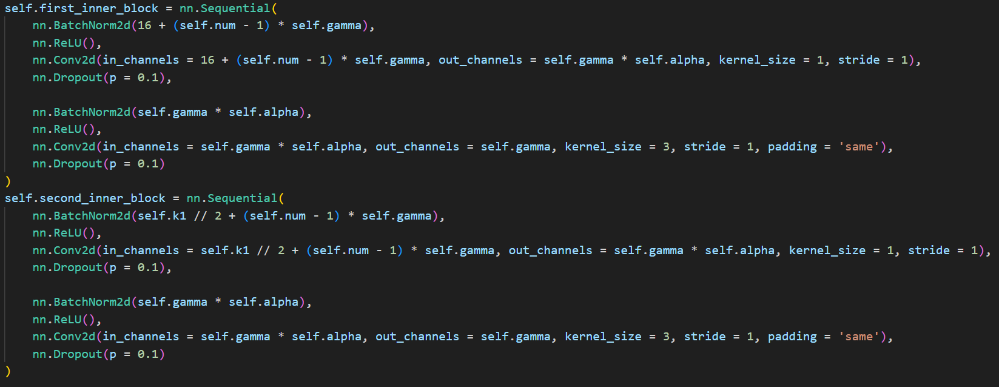 self.first_inner_block = nn.Sequential(
    nn.BatchNorm2d(16 + (self.num - 1) * self.gamma),
    nn.ReLU(),
    nn.Conv2d(in_channels = 16 + (self.num - 1) * self.gamma, out_channels = self.gamma * self.alpha, kernel_size = 1, stride = 1),
    nn.Dropout(p = 0.1),

    nn.BatchNorm2d(self.gamma * self.alpha),
    nn.ReLU(),
    nn.Conv2d(in_channels = self.gamma * self.alpha, out_channels = self.gamma, kernel_size = 3, stride = 1, padding = 'same'),
    nn.Dropout(p = 0.1)
)
self.second_inner_block = nn.Sequential(
    nn.BatchNorm2d(self.k1 // 2 + (self.num - 1) * self.gamma),
    nn.ReLU(),
    nn.Conv2d(in_channels = self.k1 // 2 + (self.num - 1) * self.gamma, out_channels = self.gamma * self.alpha, kernel_size = 1, stride = 1),
    nn.Dropout(p = 0.1),

    nn.BatchNorm2d(self.gamma * self.alpha),
    nn.ReLU(),
    nn.Conv2d(in_channels = self.gamma * self.alpha, out_channels = self.gamma, kernel_size = 3, stride = 1, padding = 'same'),
    nn.Dropout(p = 0.1)
)